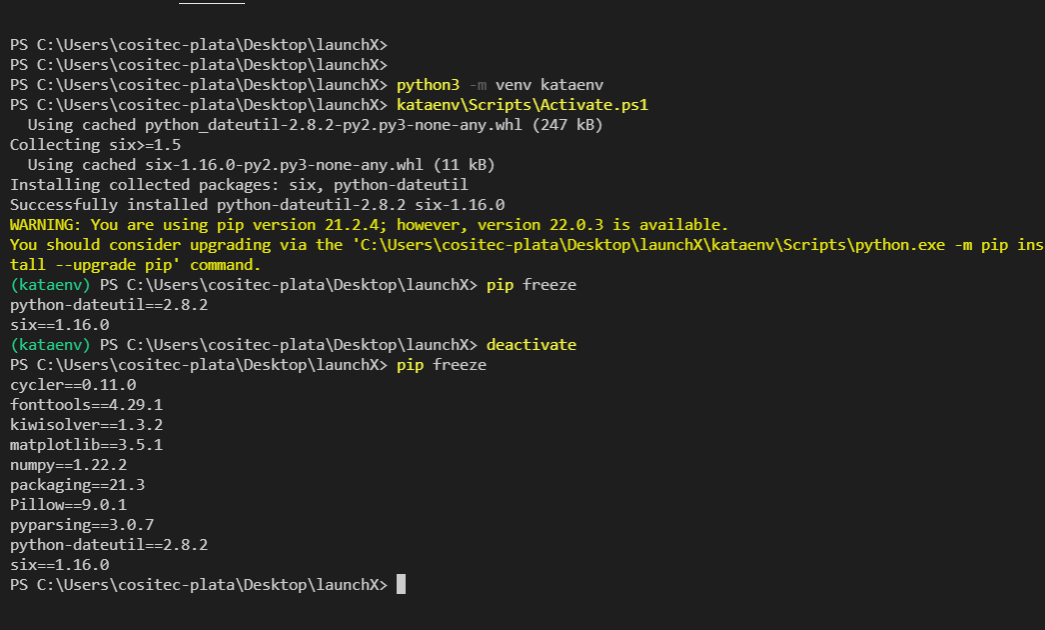 PS C:\Users\cositec-plata\Desktop\launchX>
PS C:\Users\cositec-plata\Desktop\launchX>
PS C:\Users\cositec-plata\Desktop\launchX> python3 -m venv kataenv
PS C:\Users\cositec-plata\Desktop\launchX> kataenv\Scripts\Activate.ps1
  Using cached python_dateutil-2.8.2-py2.py3-none-any.whl (247 kB)
Collecting six>=1.5
  Using cached six-1.16.0-py2.py3-none-any.whl (11 kB)
Installing collected packages: six, python-dateutil
Successfully installed python-dateutil-2.8.2 six-1.16.0
WARNING: You are using pip version 21.2.4; however, version 22.0.3 is available.
You should consider upgrading via the 'C:\Users\cositec-plata\Desktop\launchX\kataenv\Scripts\python.exe -m pip ins
tall --upgrade pip' command.
(kataenv) PS C:\Users\cositec-plata\Desktop\launchX> pip freeze
python-dateutil==2.8.2
six==1.16.0
(kataenv) PS C:\Users\cositec-plata\Desktop\launchX> deactivate
PS C:\Users\cositec-plata\Desktop\launchX> pip freeze
cycler==0.11.0
fonttools==4.29.1
kiwisolver==1.3.2
matplotlib==3.5.1
numpy==1.22.2
packaging==21.3
Pillow==9.0.1
pyparsing==3.0.7
python-dateutil==2.8.2
six==1.16.0
PS C:\Users\cositec-plata\Desktop\launchX>